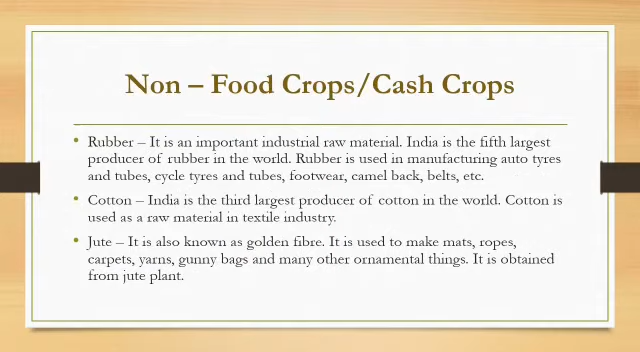 Non – Food Crops/Cash Crops
• Rubber – It is an important industrial raw material. India is the fifth largest
producer of rubber in the world. Rubber is used in manufacturing auto tyres
and tubes, cycle tyres and tubes, footwear, camel back, belts, etc.
• Cotton – India is the third largest producer of cotton in the world. Cotton is
used as a raw material in textile industry.
• Jute – It is also known as golden fibre. It is used to make mats, ropes,
carpets, yarns, gunny bags and many other ornamental things. It is obtained
from jute plant.